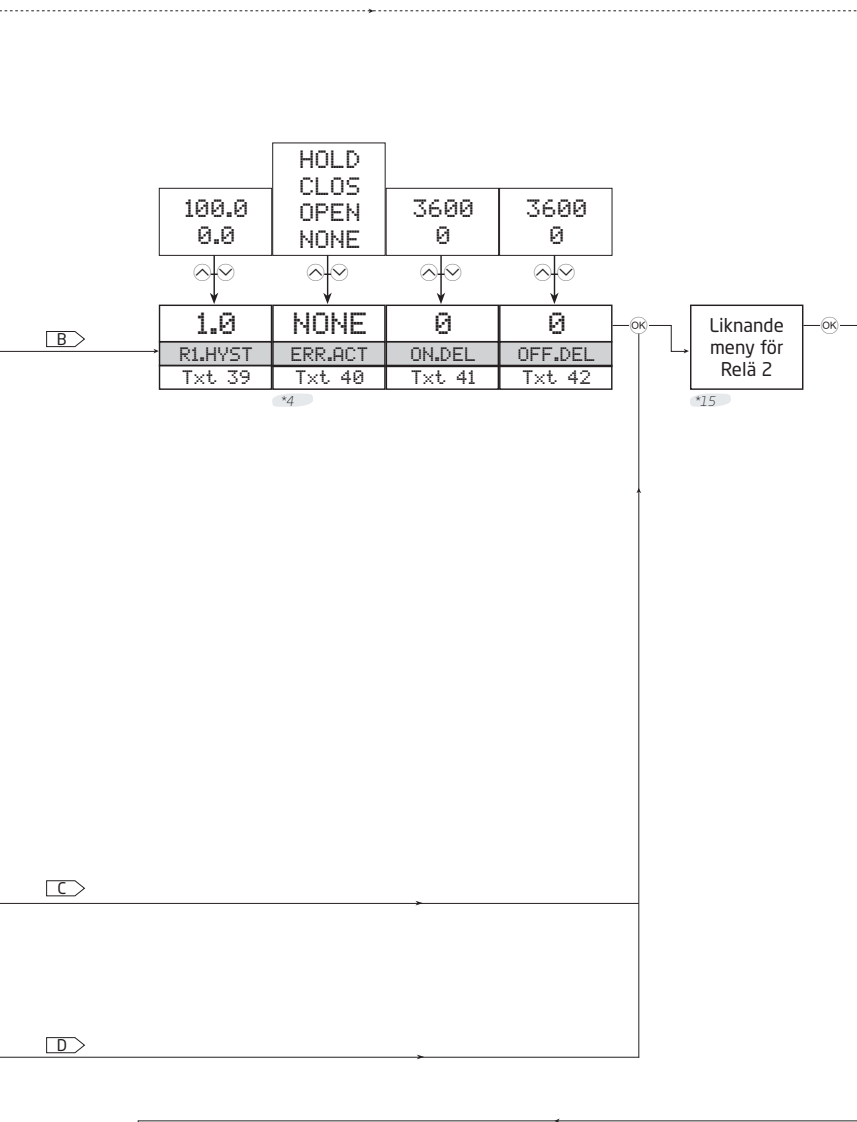 HOLD
CLOS
OPEN
NONE
100.0
0.0
3600
0
3600
0
B
1.0
NONE
0
0
OK
Liknande
meny för
Relä 2
OK
R1.HYST
ERR.ACT
ON.DEL
OFF.DEL
Txt 39
Txt 40
Txt 41
Txt 42
*4
*15
C
D